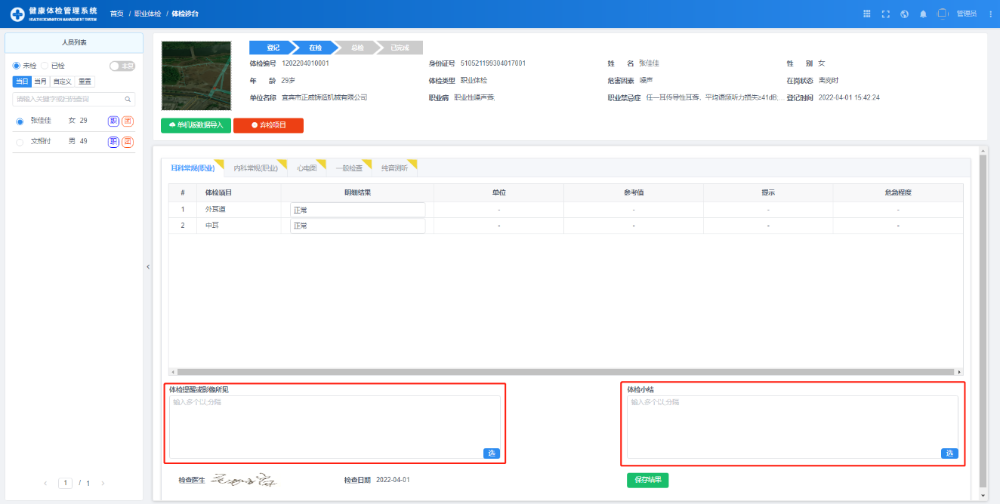 健康体检管理系统
HEALTH EXAMINATION MANAGEMENT SYSTEM
首页 / 职业体检 / 体检诊台
管理员
人员列表
未检 已检
当日 当月 自定义 重置
请输入关键字或扫码查询
张佳佳 女 29 职 团
文相付 男 49 职 团
1 / 1
登记 在检 总检 已完成
体检编号 1202204010001 身份证号 510521199304017001 姓 名 张佳佳 性 别 女
年 龄 29岁 体检类型 职业体检 危害因素 噪声 在岗状态 离岗时
单位名称 宜宾市正威铸造机械有限公司 职业病 职业性噪声聋; 职业禁忌症 任一耳传导性耳聋，平均语频听力损失≥41dB;... 登记时间 2022-04-01 15:42:24
单机版数据导入 弃检项目
耳科常规(职业) 内科常规(职业) 心电图 一般检查 纯音测听
# 体检项目 明细结果 单位 参考值 提示 危急程度
1 外耳道 正常 - - - -
2 中耳 正常 - - - -
体检提醒或影像所见 体检小结
输入多个以;分隔 输入多个以;分隔
选 选
检查医生 检查日期 2022-04-01 保存结果